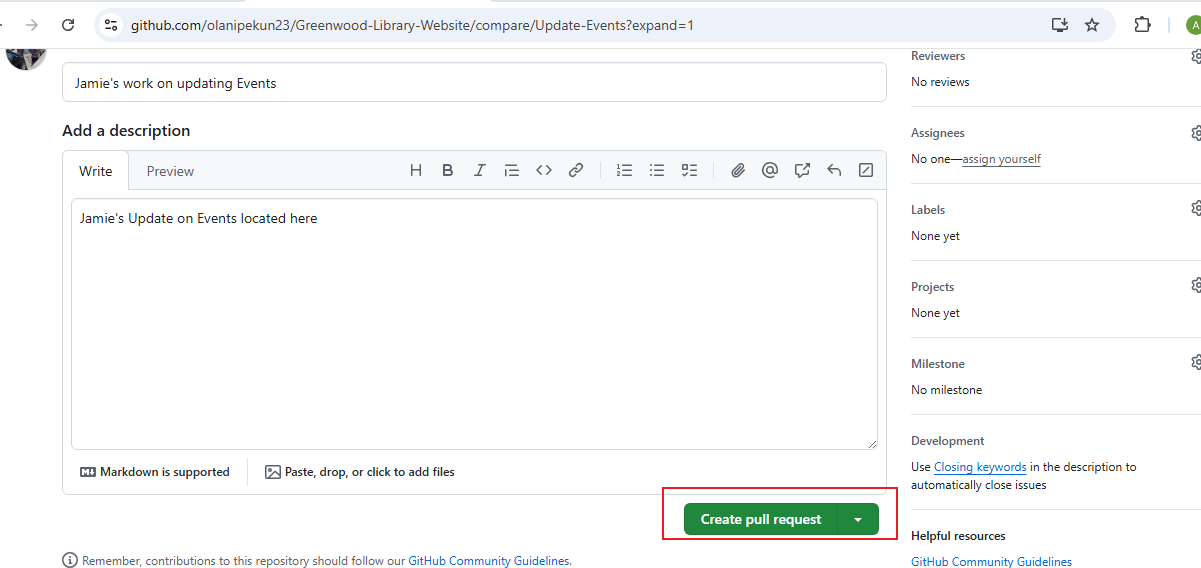 github.com/olanipekun23/Greenwood-Library-Website/compare/Update-Events?expand=1
A
Jamie's work on updating Events
Add a description
Write
Preview
H B I
Jamie's Update on Events located here
Markdown is supported
Paste, drop, or click to add files
Create pull request
Remember, contributions to this repository should follow our GitHub Community Guidelines.
Reviewers
No reviews
Assignees
No one—assign yourself
Labels
None yet
Projects
None yet
Milestone
No milestone
Development
Use Closing keywords in the description to
automatically close issues
Helpful resources
GitHub Community Guidelines